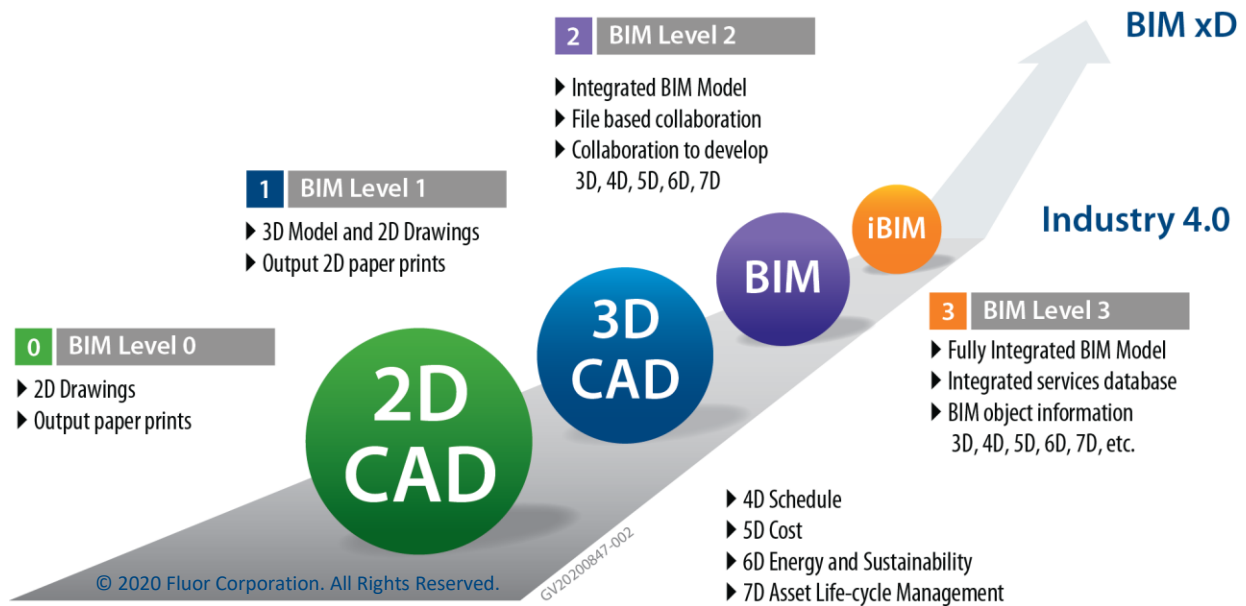 BIM xD
2 BIM Level 2
▶ Integrated BIM Model
▶ File based collaboration
▶ Collaboration to develop
3D, 4D, 5D, 6D, 7D
1 BIM Level 1
▶ 3D Model and 2D Drawings
▶ Output 2D paper prints
0 BIM Level 0
▶ 2D Drawings
▶ Output paper prints
2D
CAD
3D
CAD
BIM
iBIM
Industry 4.0
3 BIM Level 3
▶ Fully Integrated BIM Model
▶ Integrated services database
▶ BIM object information
3D, 4D, 5D, 6D, 7D, etc.
▶ 4D Schedule
▶ 5D Cost
▶ 6D Energy and Sustainability
▶ 7D Asset Life-cycle Management
© 2020 Fluor Corporation. All Rights Reserved.
GV20200847-002